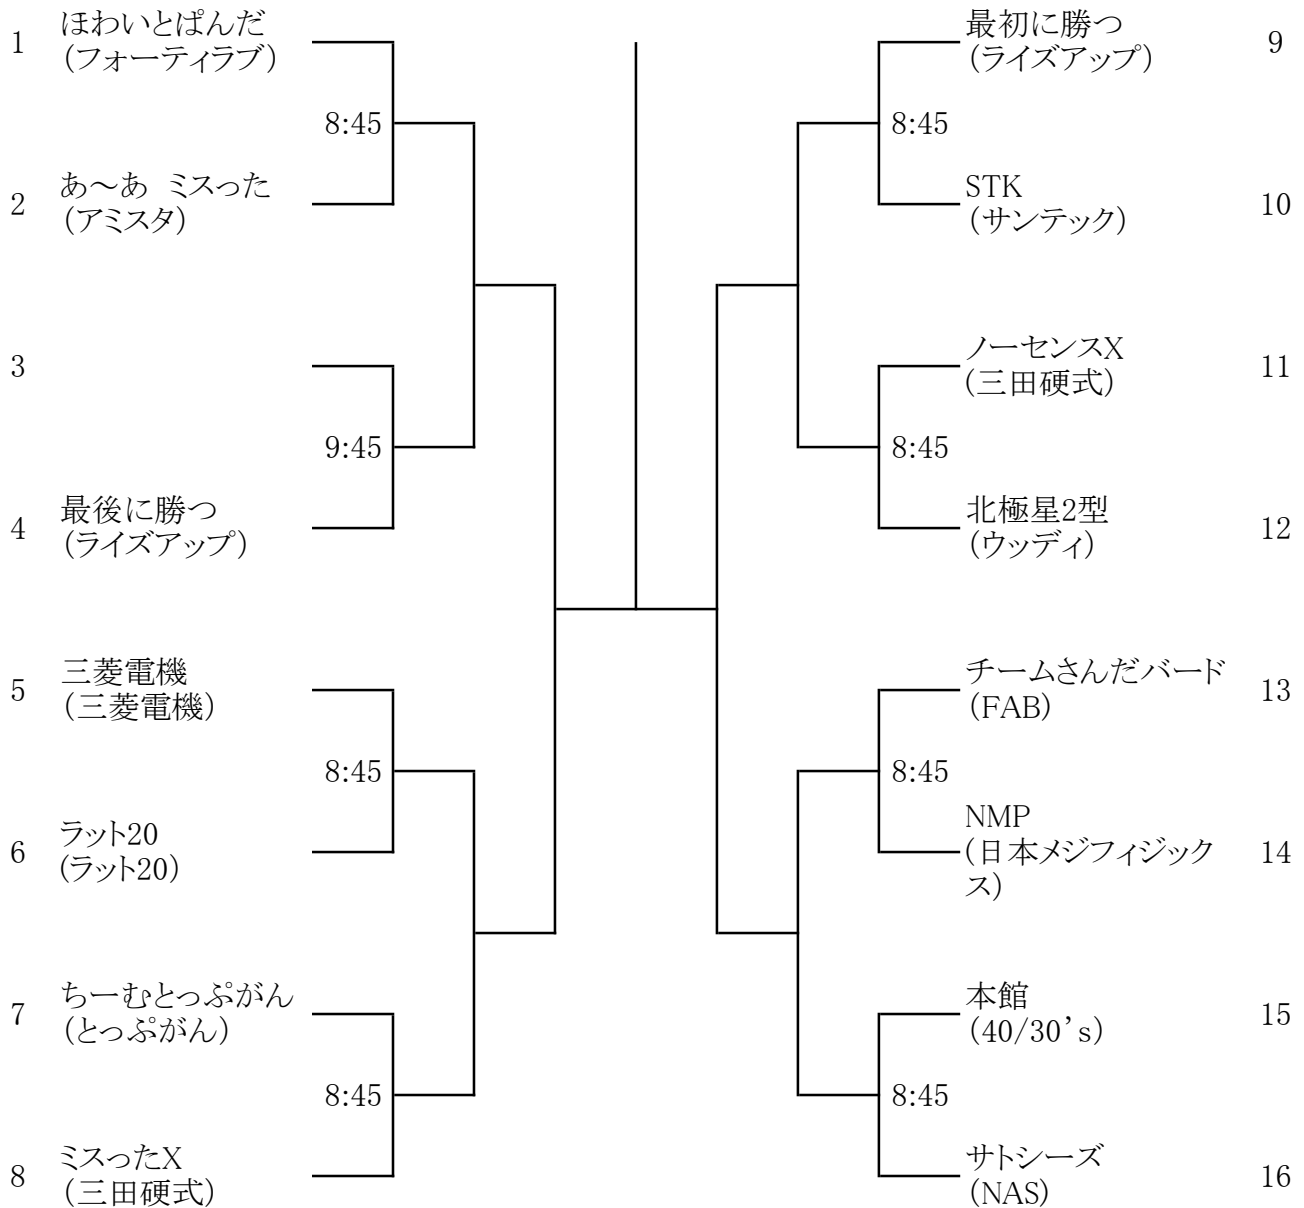 1
ほわいとぱんだ
(フォーティラブ)
8:45
2
あ～あ ミスった
(アミスタ)
3
9:45
4
最後に勝つ
(ライズアップ)
5
三菱電機
(三菱電機)
8:45
6
ラット20
(ラット20)
7
ちーむとっぷがん
(とっぷがん)
8:45
8
ミスったX
(三田硬式)
最初に勝つ
(ライズアップ)
9
8:45
STK
(サンテック)
10
ノーセンスX
(三田硬式)
11
8:45
北極星2型
(ウッディ)
12
チームさんだバード
(FAB)
13
8:45
NMP
(日本メジフィジック
ス)
14
本館
(40/30’s)
15
8:45
サトシーズ
(NAS)
16